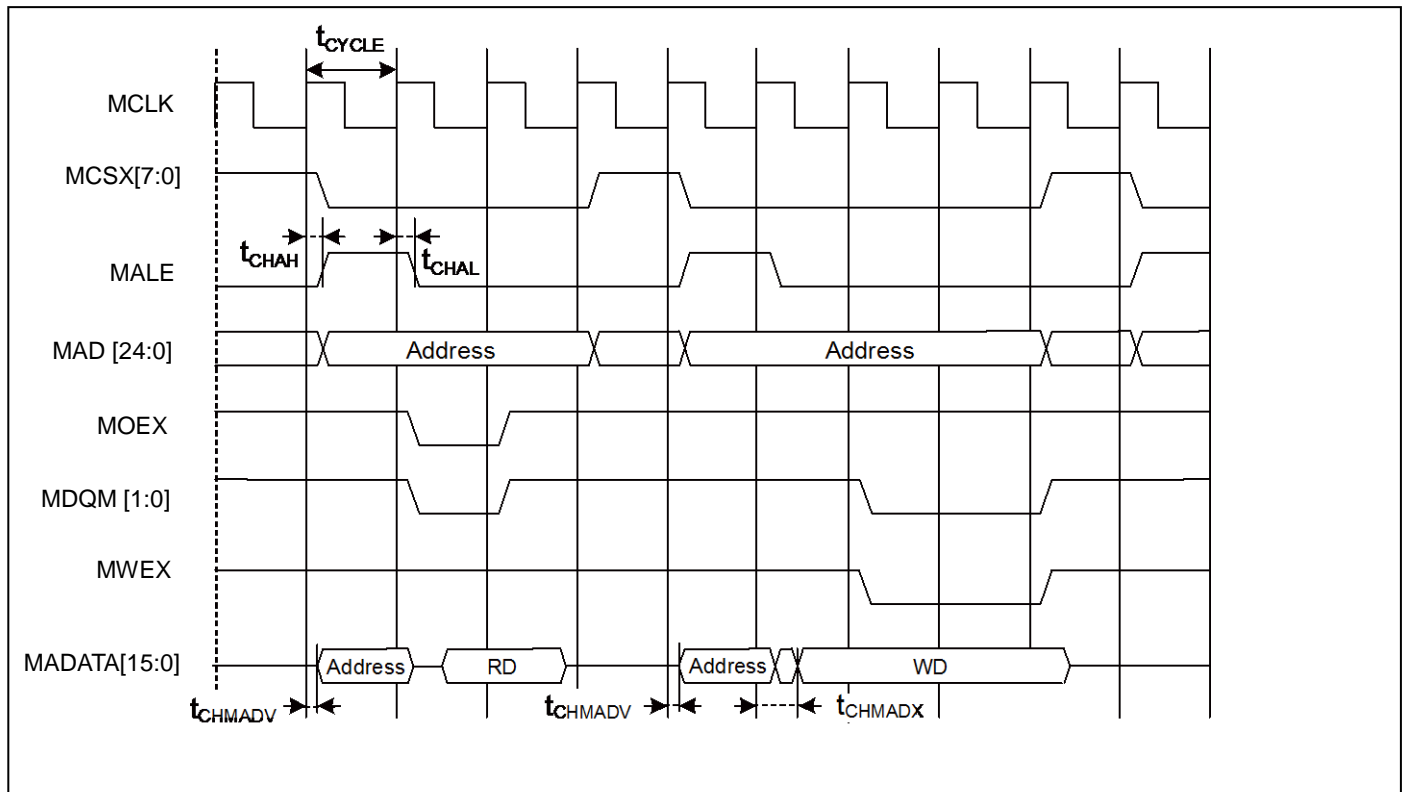 tCYCLE
MCLK
MCSX[7:0]
tCHAH
tCHAL
MALE
MAD [24:0]
Address
Address
MOEX
MDQM [1:0]
MWEX
MADATA[15:0]
Address
RD
Address
WD
tCHMADV
tCHMADV
tCHMADX